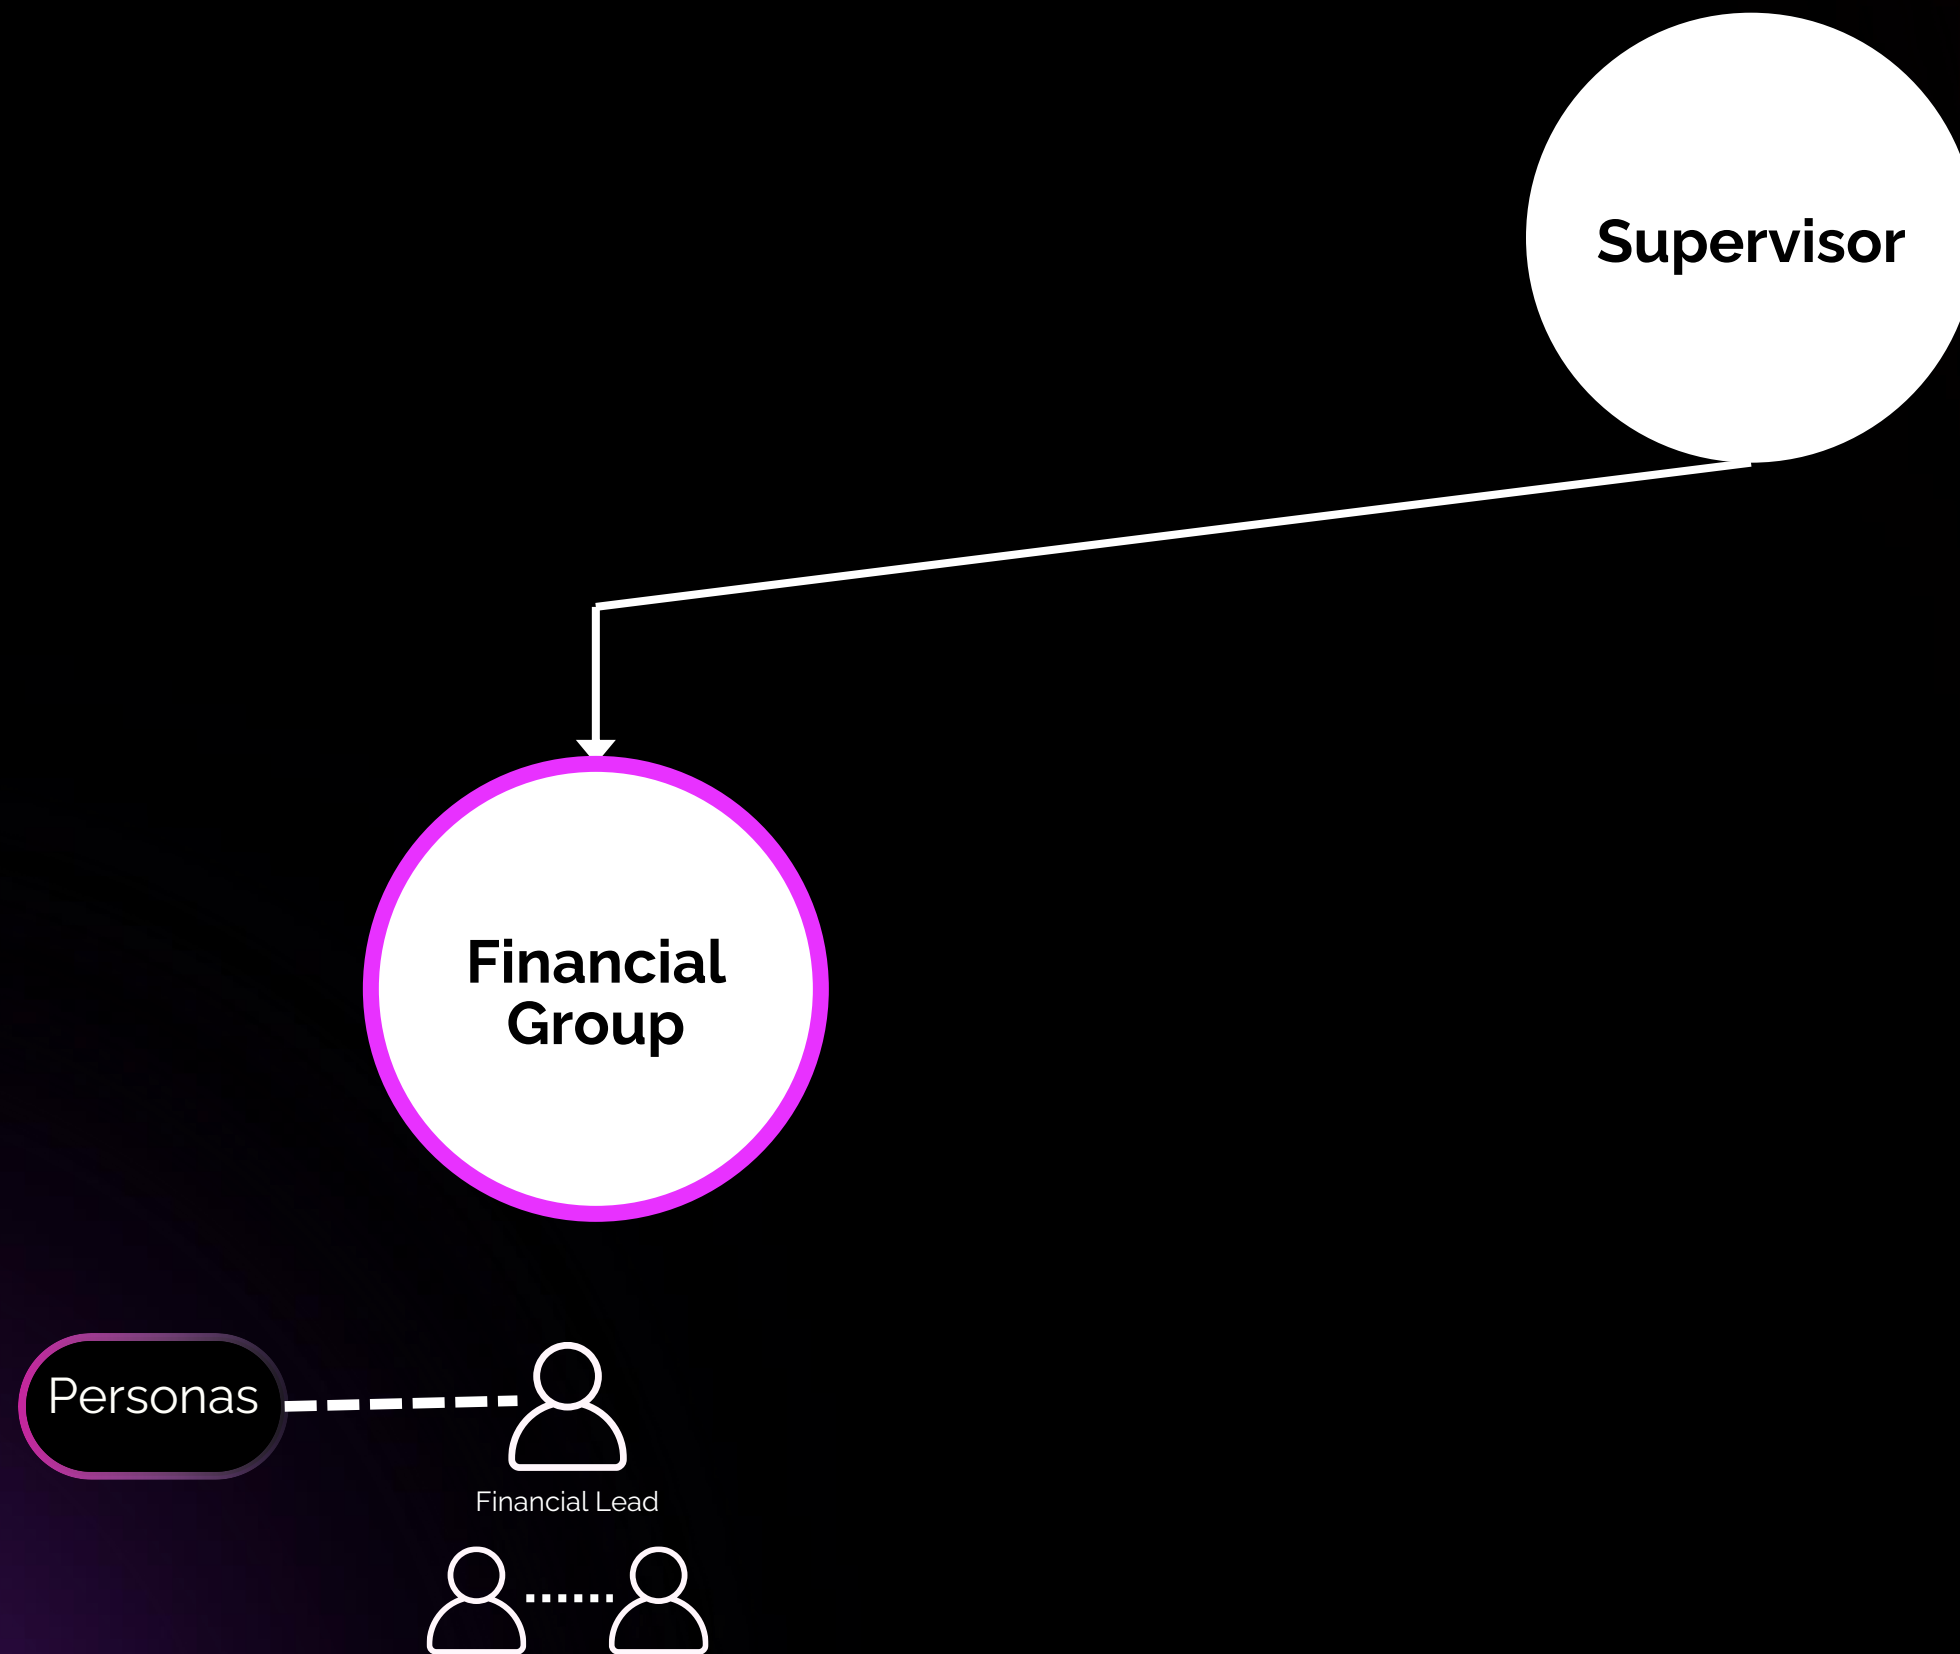 Supervisor
Financial
Group
Personas
Financial Lead